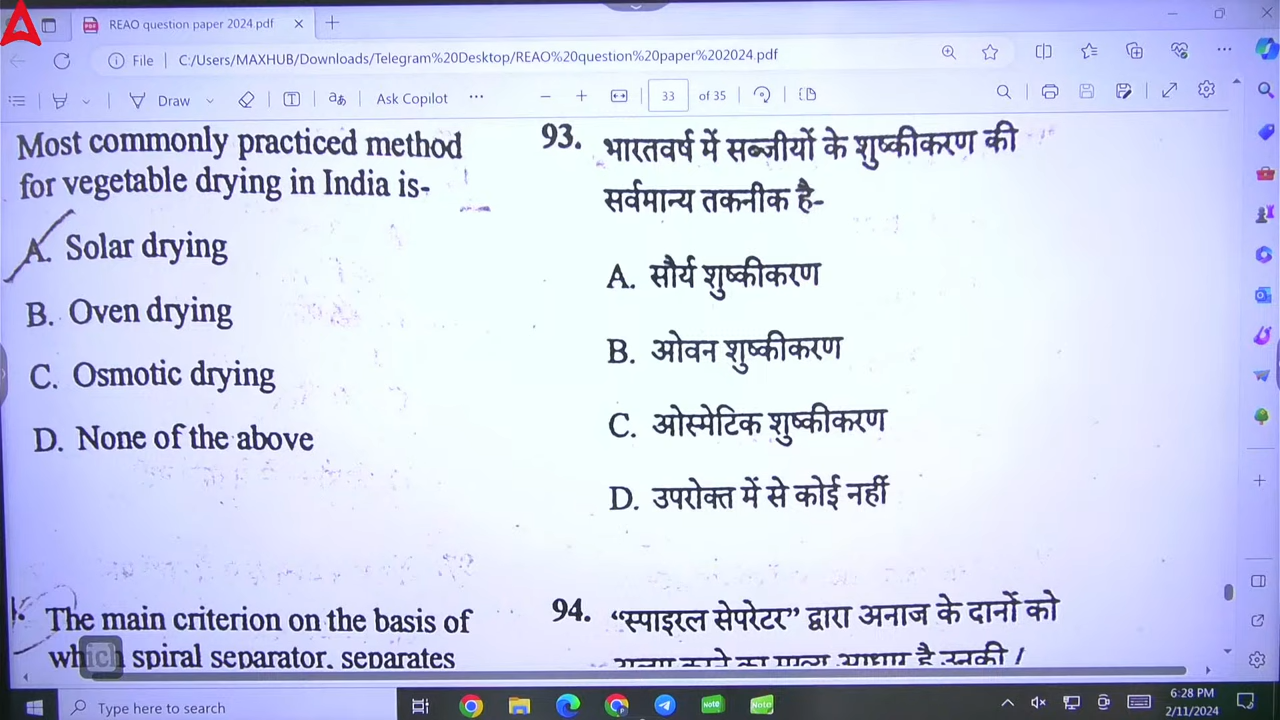 REAO question paper 2024.pdf
File C:/Users/MAXHUB/Downloads/Telegram%20Desktop/REAO%20question%20paper%202024.pdf
Draw
Ask Copilot
33 of 35
Most commonly practiced method
for vegetable drying in India is-
A. Solar drying
B. Oven drying
C. Osmotic drying
D. None of the above
The main criterion on the basis of
which spiral separator, separates
93. भारतवर्ष में सब्जीयों के शुष्कीकरण की
सर्वमान्य तकनीक है-
A. सौर्य शुष्कीकरण
B. ओवन शुष्कीकरण
C. ओस्मेटिक शुष्कीकरण
D. उपरोक्त में से कोई नहीं
94. “स्पाइरल सेपरेटर” द्वारा अनाज के दानों को
Type here to search
Note
Note
6:28 PM
2/11/2024